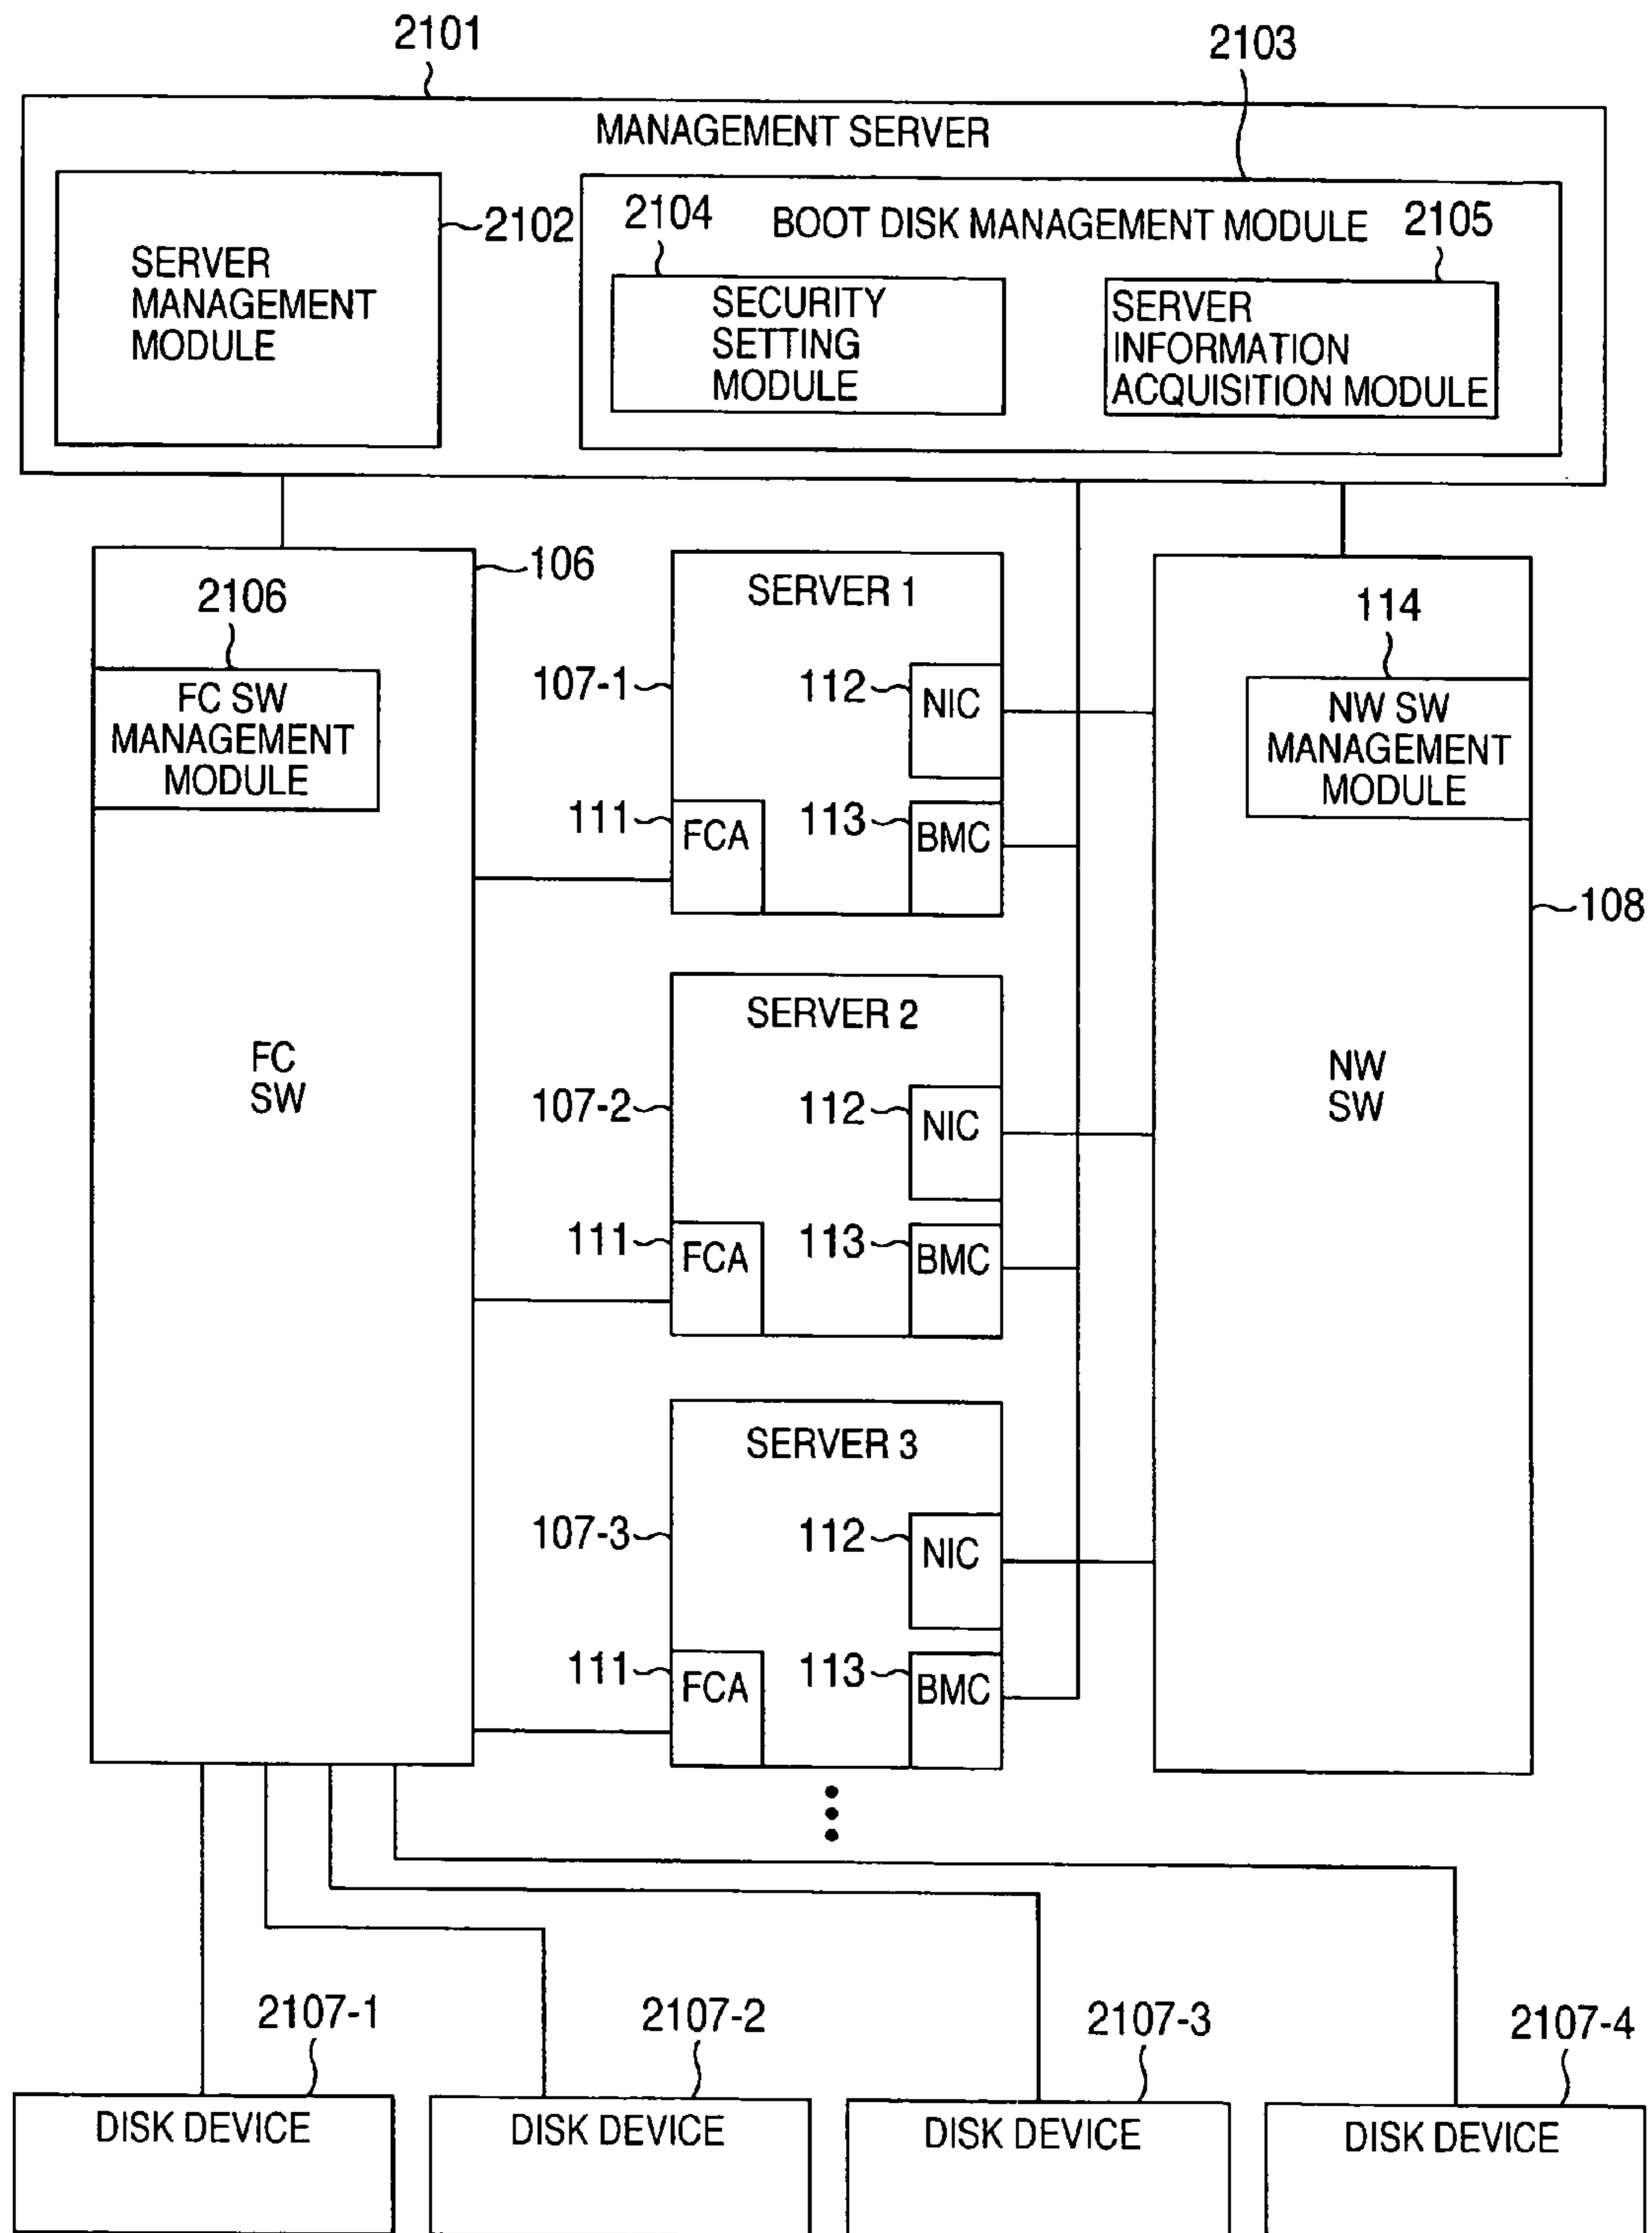 2101
2103
MANAGEMENT SERVER
2102
SERVER
MANAGEMENT
MODULE
2104
BOOT DISK MANAGEMENT MODULE
2105
SECURITY
SETTING
MODULE
SERVER
INFORMATION
ACQUISITION MODULE
106
2106
FC SW
MANAGEMENT
MODULE
FC
SW
SERVER 1
107-1
112
NIC
111
FCA
113
BMC
SERVER 2
107-2
112
NIC
111
FCA
113
BMC
SERVER 3
107-3
112
NIC
111
FCA
113
BMC
114
NW SW
MANAGEMENT
MODULE
108
NW
SW
2107-1
DISK DEVICE
2107-2
DISK DEVICE
2107-3
DISK DEVICE
2107-4
DISK DEVICE